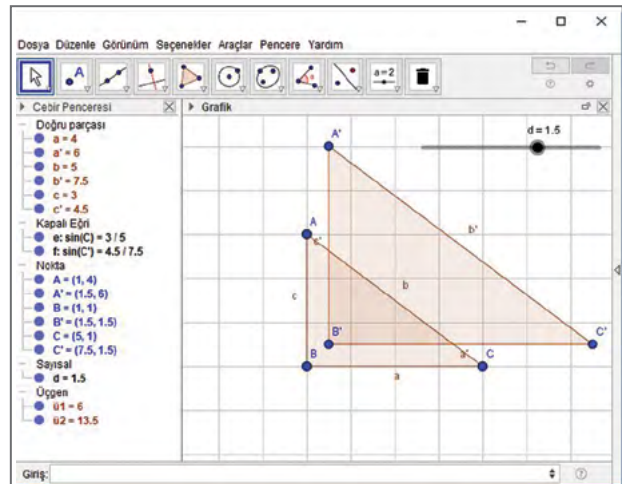 Dosya Düzenle Görünüm Seçenekler Araçlar Pencere Yardım
A
a=2
Cebir Penceresi
Grafik
Doğru parçası
a = 4
a' = 6
b = 5
b' = 7.5
c = 3
c' = 4.5
Kapalı Eğri
e: sin(C) = 3 / 5
f: sin(C') = 4.5 / 7.5
Nokta
A = (1, 4)
A' = (1.5, 6)
B = (1, 1)
B' = (1.5, 1.5)
C = (5, 1)
C' = (7.5, 1.5)
Sayısal
d = 1.5
Üçgen
ü1 = 6
ü2 = 13.5
d = 1.5
A'
A
c'
b'
c
b
B'
C'
B
a'
C
a
Giriş: